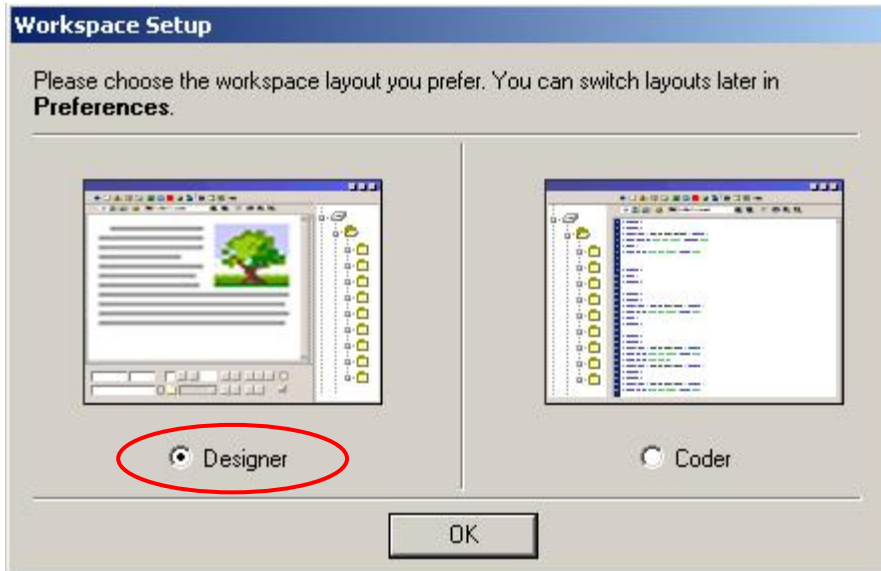 Workspace Setup
Please choose the workspace layout you prefer. You can switch layouts later in
Preferences.
Designer
Coder
OK